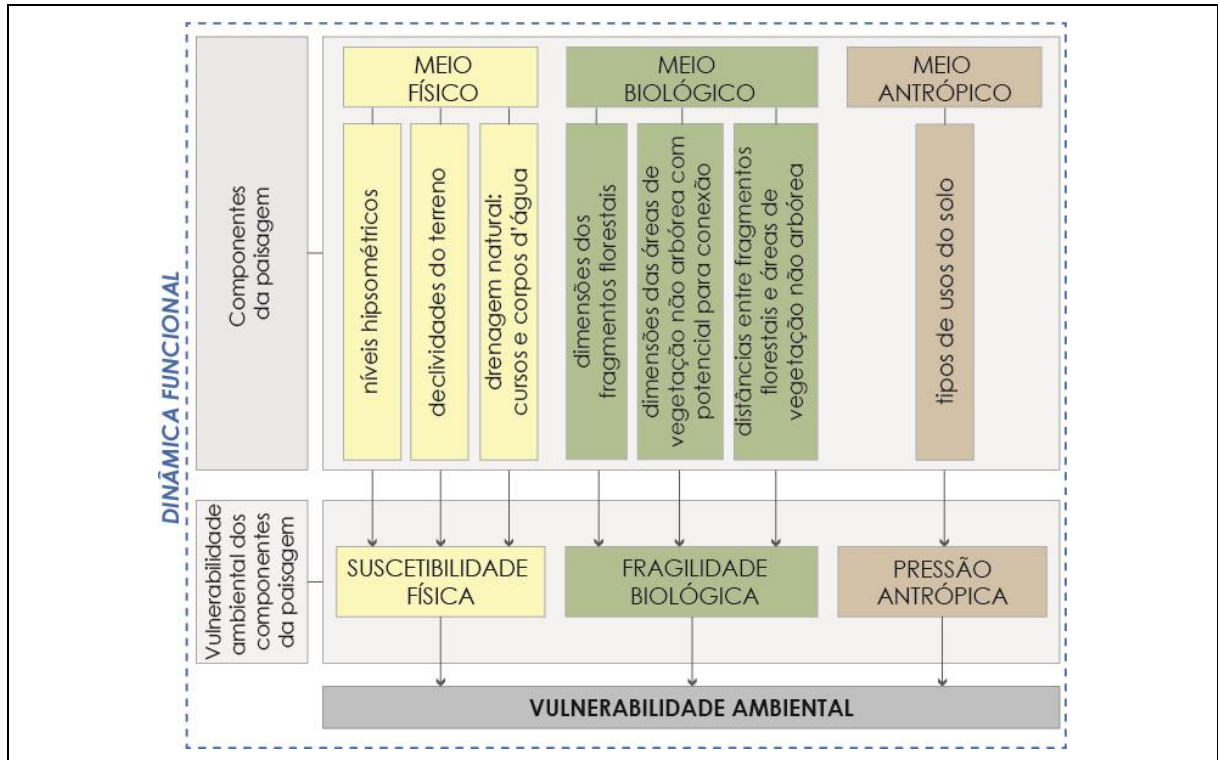 DINÂMICA FUNCIONAL
Componentes
da paisagem
MEIO
FÍSICO
níveis hipsométricos
declividades do terreno
drenagem natural:
cursos e corpos d'água
MEIO
BIOLÓGICO
dimensões dos
fragmentos florestais
dimensões das áreas de
vegetação não arbórea com
potencial para conexão
distâncias entre fragmentos
florestais e áreas de
vegetação não arbórea
MEIO
ANTRÓPICO
tipos de usos do solo
Vulnerabilidade
ambiental dos
componentes
da paisagem
SUSCETIBILIDADE
FÍSICA
FRAGILIDADE
BIOLÓGICA
PRESSÃO
ANTRÓPICA
VULNERABILIDADE AMBIENTAL